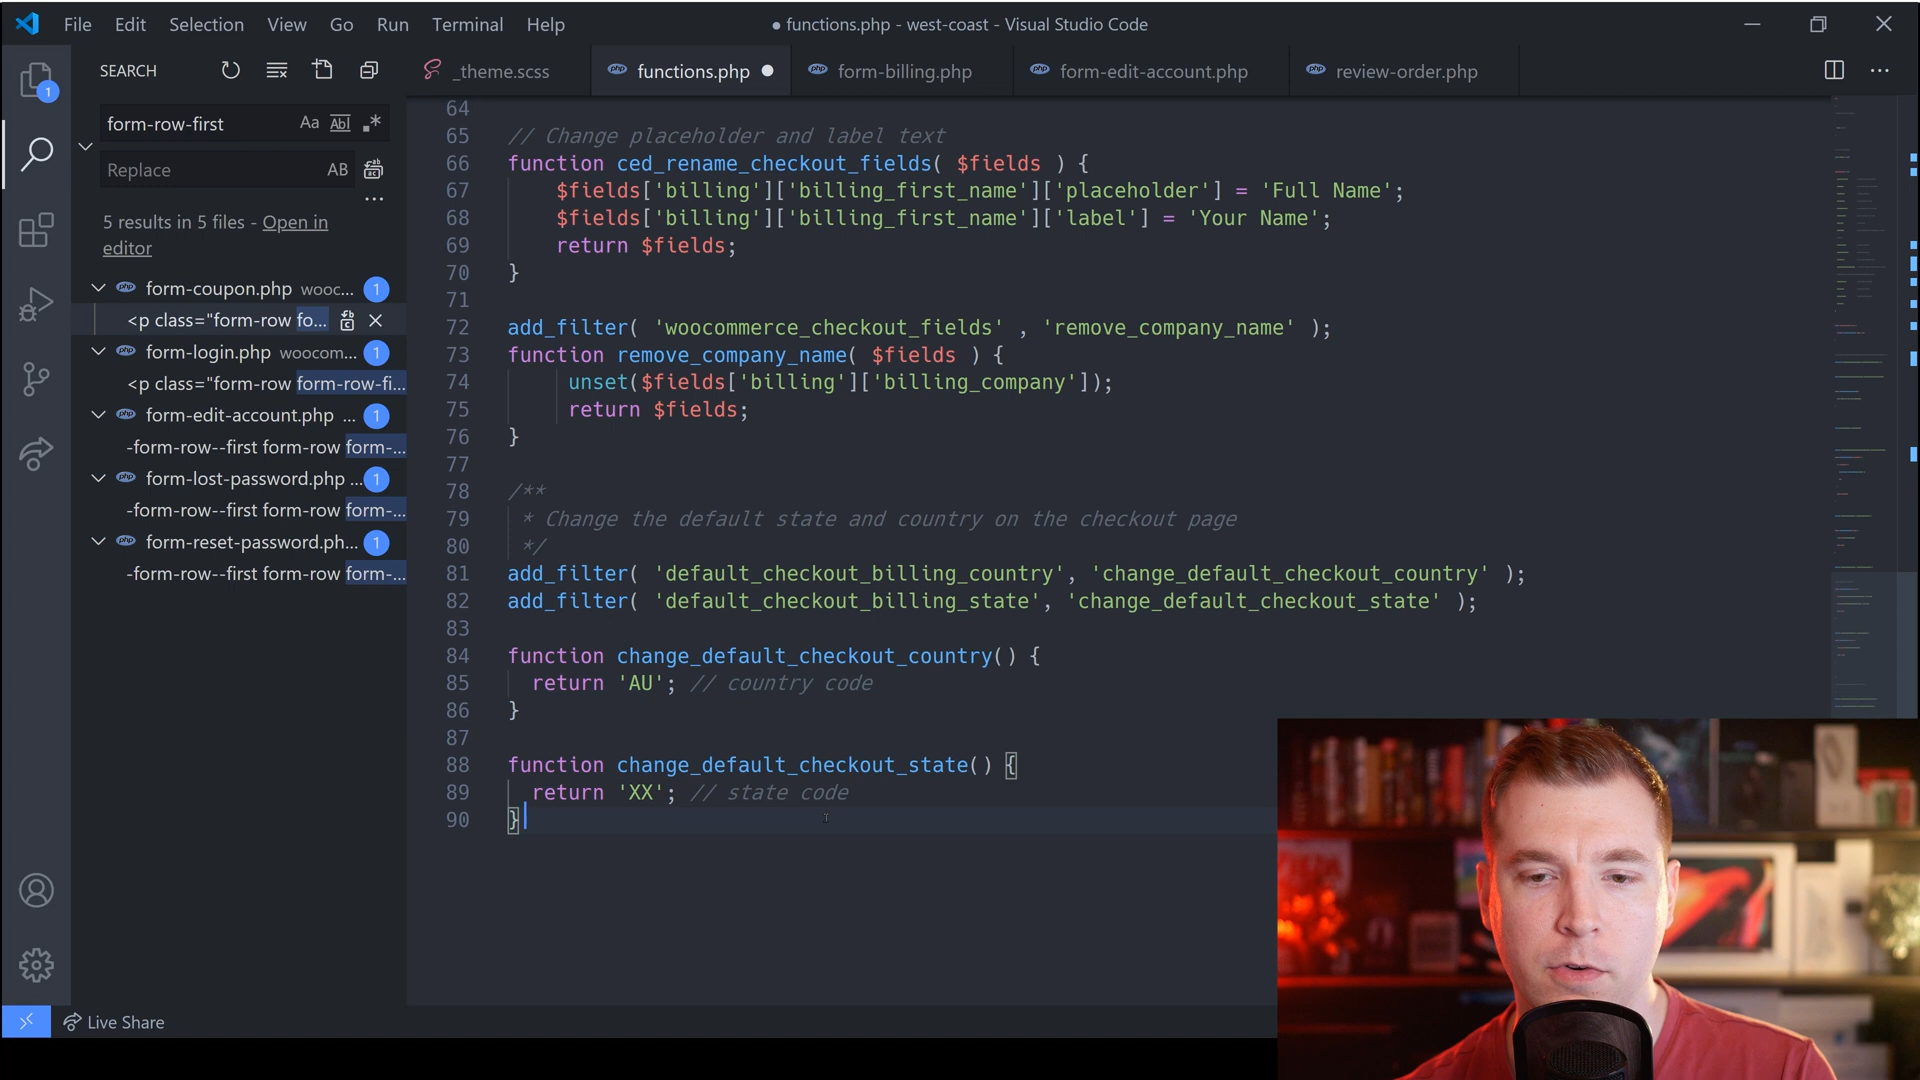 File Edit Selection View Go Run Terminal Help
● functions.php - west-coast - Visual Studio Code
SEARCH
_theme.scss
functions.php
form-billing.php
form-edit-account.php
review-order.php
1
form-row-first
Aa
Abl
Replace
AB
5 results in 5 files - Open in
editor
form-coupon.php wooc... 1
<p class="form-row fo...
form-login.php woocom... 1
<p class="form-row form-row-fi...
form-edit-account.php ... 1
-form-row--first form-row form-...
form-lost-password.php ... 1
-form-row--first form-row form-...
form-reset-password.ph... 1
-form-row--first form-row form-...
64
65 // Change placeholder and label text
66 function ced_rename_checkout_fields( $fields ) {
67 $fields['billing']['billing_first_name']['placeholder'] = 'Full Name';
68 $fields['billing']['billing_first_name']['label'] = 'Your Name';
69 return $fields;
70 }
71
72 add_filter( 'woocommerce_checkout_fields' , 'remove_company_name' );
73 function remove_company_name( $fields ) {
74 unset($fields['billing']['billing_company']);
75 return $fields;
76 }
77
78 /**
79 * Change the default state and country on the checkout page
80 */
81 add_filter( 'default_checkout_billing_country', 'change_default_checkout_country' );
82 add_filter( 'default_checkout_billing_state', 'change_default_checkout_state' );
83
84 function change_default_checkout_country() {
85 return 'AU'; // country code
86 }
87
88 function change_default_checkout_state() {
89 return 'XX'; // state code
90 }
Live Share